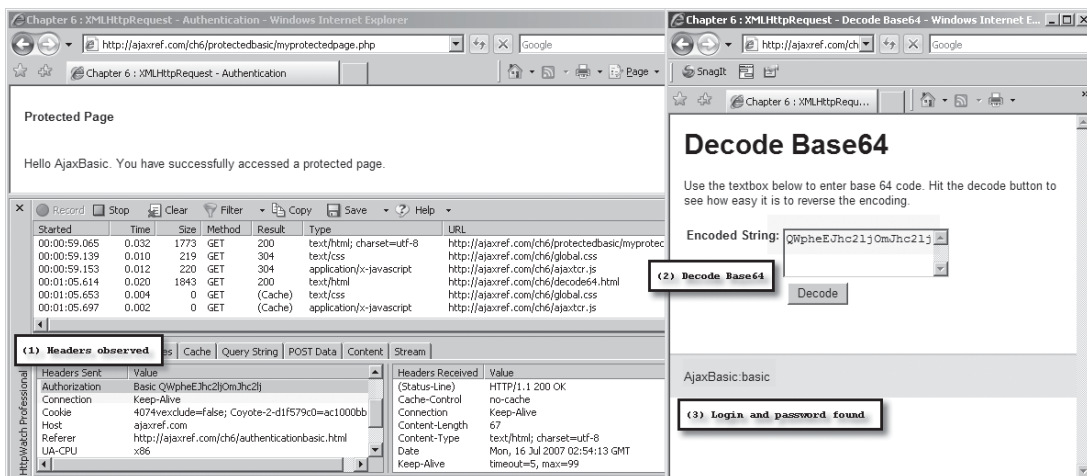 Chapter 6 : XMLHttpRequest - Authentication - Windows Internet Explorer
http://ajaxref.com/ch6/protectedbasic/myprotectedpage.php
Google
Chapter 6 : XMLHttpRequest - Authentication
Page
Protected Page
Hello AjaxBasic. You have successfully accessed a protected page.
Record Stop Clear Filter Copy Save Help
Started Time Size Method Result Type URL
00:00:59.065 0.032 1773 GET 200 text/html; charset=utf-8 http://ajaxref.com/ch6/protectedbasic/myprotec
00:00:59.139 0.010 219 GET 304 text/css http://ajaxref.com/ch6/global.css
00:00:59.153 0.012 220 GET 304 application/x-javascript http://ajaxref.com/ch6/ajaxtcr.js
00:01:05.614 0.020 1843 GET 200 text/html http://ajaxref.com/ch6/decode64.html
00:01:05.653 0.004 0 GET (Cache) text/css http://ajaxref.com/ch6/global.css
00:01:05.697 0.002 0 GET (Cache) application/x-javascript http://ajaxref.com/ch6/ajaxtcr.js
(1) Headers observed
Cache Query String POST Data Content Stream
Headers Sent Value
Authorization Basic QWpheEJhc2ljOmJhc2lj
Connection Keep-Alive
Cookie 4074vexclude=false; Coyote-2-d1f579c0=ac1000bb
Host ajaxref.com
Referer http://ajaxref.com/ch6/authenticationbasic.html
UA-CPU x86
Headers Received Value
(Status-Line) HTTP/1.1 200 OK
Cache-Control no-cache
Connection Keep-Alive
Content-Length 67
Content-Type text/html; charset=utf-8
Date Mon, 16 Jul 2007 02:54:13 GMT
Keep-Alive timeout=5, max=99
HttpWatch Professional
Chapter 6 : XMLHttpRequest - Decode Base64 - Windows Internet E...
http://ajaxref.com/ch
Google
SnagIt
Chapter 6 : XMLHttpRequ...
Decode Base64
Use the textbox below to enter base 64 code. Hit the decode button to
see how easy it is to reverse the encoding.
Encoded String: QWpheEJhc2ljOmJhc2lj
(2) Decode Base64
Decode
AjaxBasic:basic
(3) Login and password found